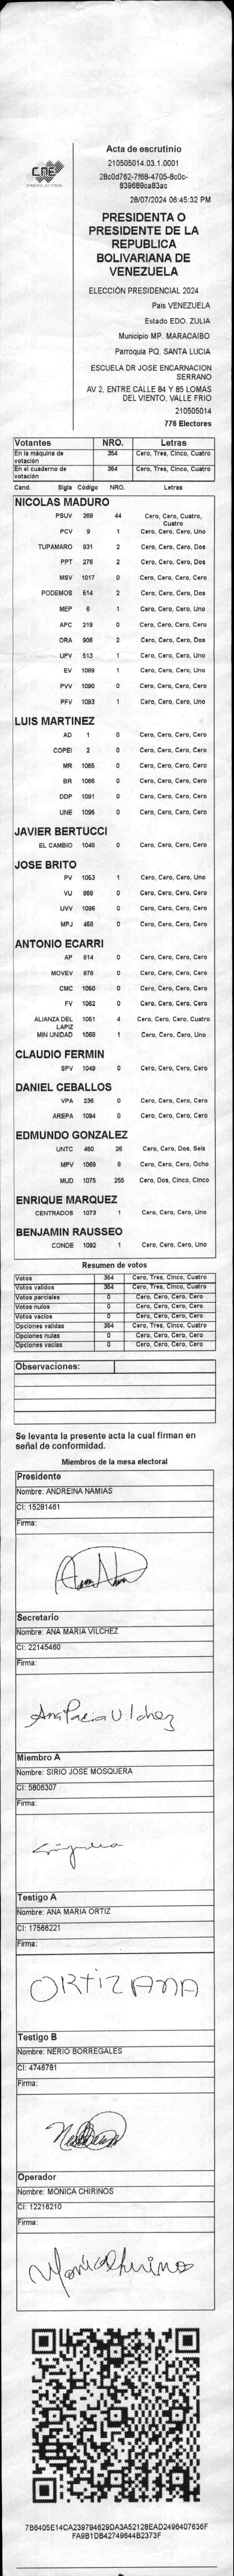 CNE
Acta de escrutinio
210505014.03.1.0001
28c0d762-7f68-4705-8c0c-
839689ca83ac
28/07/2024 06:45:32 PM
PRESIDENTA O
PRESIDENTE DE LA
REPUBLICA
BOLIVARIANA DE
VENEZUELA
ELECCIÓN PRESIDENCIAL 2024
Pais VENEZUELA
Estado EDO. ZULIA
Municipio MP. MARACAIBO
Parroquia PQ. SANTA LUCIA
ESCUELA DR JOSE ENCARNACION
SERRANO
AV 2, ENTRE CALLE 84 Y 85 LOMAS
DEL VIENTO, VALLE FRIO
210505014
776 Electores
Votantes NRO. Letras
En la máquina de votación 354 Cero, Tres, Cinco, Cuatro
En el cuaderno de votación 354 Cero, Tres, Cinco, Cuatro
Cand. Sigla Código NRO. Letras
NICOLAS MADURO
PSUV 269 44 Cero, Cero, Cuatro, Cuatro
PCV 9 1 Cero, Cero, Cero, Uno
TUPAMARO 931 2 Cero, Cero, Cero, Dos
PPT 276 2 Cero, Cero, Cero, Dos
MSV 1017 0 Cero, Cero, Cero, Cero
PODEMOS 514 2 Cero, Cero, Cero, Dos
MEP 6 1 Cero, Cero, Cero, Uno
APC 219 0 Cero, Cero, Cero, Cero
ORA 906 2 Cero, Cero, Cero, Dos
UPV 513 1 Cero, Cero, Cero, Uno
EV 1089 1 Cero, Cero, Cero, Uno
PVV 1090 0 Cero, Cero, Cero, Cero
PFV 1093 1 Cero, Cero, Cero, Uno
LUIS MARTINEZ
AD 1 0 Cero, Cero, Cero, Cero
COPEI 2 0 Cero, Cero, Cero, Cero
MR 1065 0 Cero, Cero, Cero, Cero
BR 1066 0 Cero, Cero, Cero, Cero
DDP 1091 0 Cero, Cero, Cero, Cero
UNE 1095 0 Cero, Cero, Cero, Cero
JAVIER BERTUCCI
EL CAMBIO 1048 0 Cero, Cero, Cero, Cero
JOSE BRITO
PV 1053 1 Cero, Cero, Cero, Uno
VU 868 0 Cero, Cero, Cero, Cero
UVV 1096 0 Cero, Cero, Cero, Cero
MPJ 458 0 Cero, Cero, Cero, Cero
ANTONIO ECARRI
AP 814 0 Cero, Cero, Cero, Cero
MOVEV 878 0 Cero, Cero, Cero, Cero
CMC 1050 0 Cero, Cero, Cero, Cero
FV 1062 0 Cero, Cero, Cero, Cero
ALIANZA DEL LAPIZ 1051 4 Cero, Cero, Cero, Cuatro
MIN UNIDAD 1068 1 Cero, Cero, Cero, Uno
CLAUDIO FERMIN
SPV 1049 0 Cero, Cero, Cero, Cero
DANIEL CEBALLOS
VPA 236 0 Cero, Cero, Cero, Cero
AREPA 1094 0 Cero, Cero, Cero, Cero
EDMUNDO GONZALEZ
UNTC 460 26 Cero, Cero, Dos, Seis
MPV 1069 8 Cero, Cero, Cero, Ocho
MUD 1075 255 Cero, Dos, Cinco, Cinco
ENRIQUE MARQUEZ
CENTRADOS 1073 1 Cero, Cero, Cero, Uno
BENJAMIN RAUSSEO
CONDE 1092 1 Cero, Cero, Cero, Uno
Resumen de votos
Votos 354 Cero, Tres, Cinco, Cuatro
Votos validos 354 Cero, Tres, Cinco, Cuatro
Votos parciales 0 Cero, Cero, Cero, Cero
Votos nulos 0 Cero, Cero, Cero, Cero
Votos vacios 0 Cero, Cero, Cero, Cero
Opciones validas 354 Cero, Tres, Cinco, Cuatro
Opciones nulas 0 Cero, Cero, Cero, Cero
Opciones vacias 0 Cero, Cero, Cero, Cero
Observaciones:
Se levanta la presente acta la cual firman en
señal de conformidad.
Miembros de la mesa electoral
Presidente
Nombre: ANDREINA NAMIAS
CI: 15281461
Firma:
Secretario
Nombre: ANA MARIA VILCHEZ
CI: 22145460
Firma:
Ana Maria Vilchez
Miembro A
Nombre: SIRIO JOSE MOSQUERA
CI: 5806307
Firma:
Testigo A
Nombre: ANA MARIA ORTIZ
CI: 17566221
Firma:
ORTIZ ANA
Testigo B
Nombre: NERIO BORREGALES
CI: 4746781
Firma:
Operador
Nombre: MONICA CHIRINOS
CI: 12216210
Firma:
Monica Chirinos
7B6405E14CA239794629DA3A5212BEAD2496407636F
FA9B1DB42749644B2373F